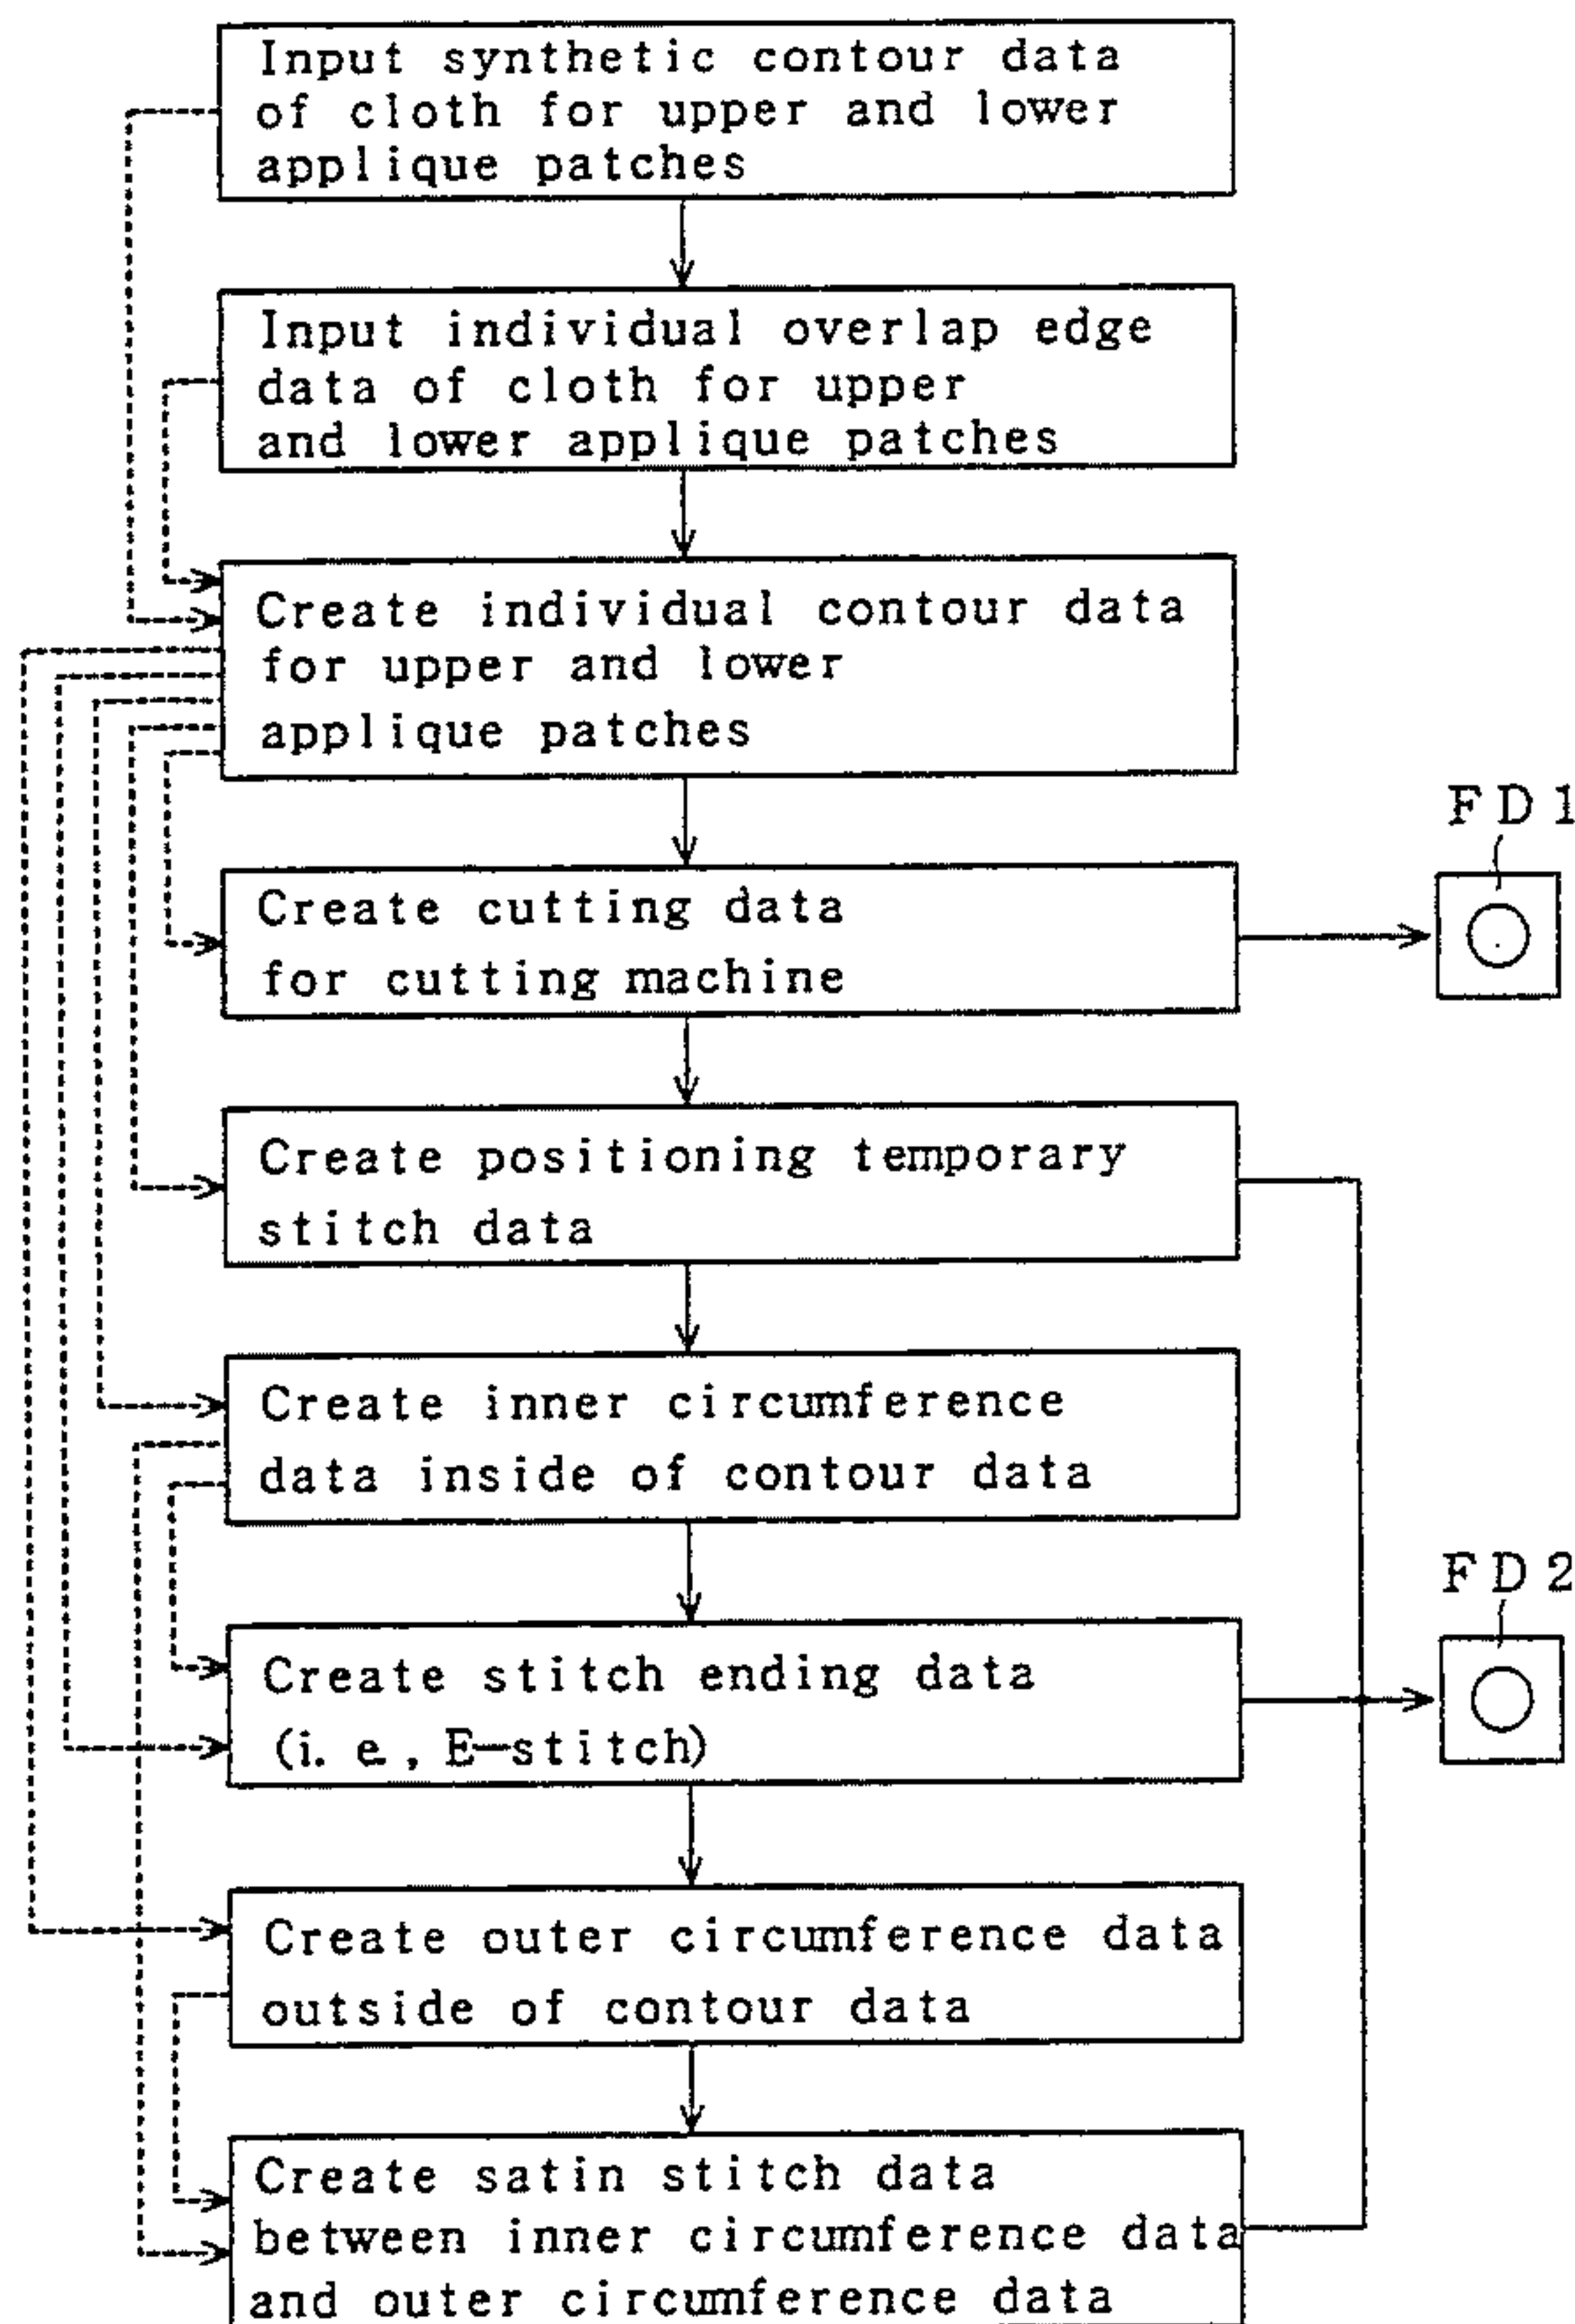 Input synthetic contour data
of cloth for upper and lower
applique patches
Input individual overlap edge
data of cloth for upper
and lower applique patches
Create individual contour data
for upper and lower
applique patches
FD1
Create cutting data
for cutting machine
Create positioning temporary
stitch data
Create inner circumference
data inside of contour data
FD2
Create stitch ending data
(i.e., E-stitch)
Create outer circumference data
outside of contour data
Create satin stitch data
between inner circumference data
and outer circumference data